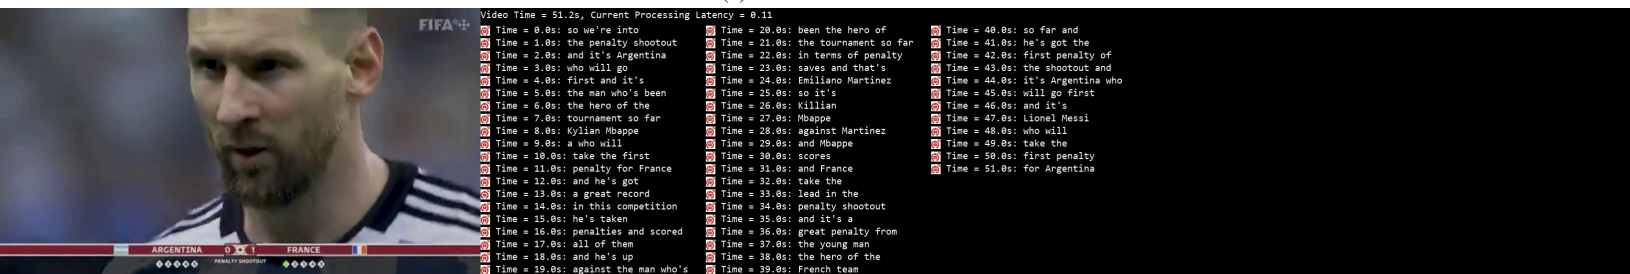 FIFA+
ARGENTINA 0 1 FRANCE
PENALTY SHOOTOUT
Video Time = 51.2s, Current Processing Latency = 0.11
Time = 0.0s: so we're into
Time = 1.0s: the penalty shootout
Time = 2.0s: and it's Argentina
Time = 3.0s: who will go
Time = 4.0s: first and it's
Time = 5.0s: the man who's been
Time = 6.0s: the hero of the
Time = 7.0s: tournament so far
Time = 8.0s: Kylian Mbappe
Time = 9.0s: a who will
Time = 10.0s: take the first
Time = 11.0s: penalty for France
Time = 12.0s: and he's got
Time = 13.0s: a great record
Time = 14.0s: in this competition
Time = 15.0s: he's taken
Time = 16.0s: penalties and scored
Time = 17.0s: all of them
Time = 18.0s: and he's up
Time = 19.0s: against the man who's
Time = 20.0s: been the hero of
Time = 21.0s: the tournament so far
Time = 22.0s: in terms of penalty
Time = 23.0s: saves and that's
Time = 24.0s: Emiliano Martinez
Time = 25.0s: so it's
Time = 26.0s: Killian
Time = 27.0s: Mbappe
Time = 28.0s: against Martinez
Time = 29.0s: and Mbappe
Time = 30.0s: scores
Time = 31.0s: and France
Time = 32.0s: take the
Time = 33.0s: lead in the
Time = 34.0s: penalty shootout
Time = 35.0s: and it's a
Time = 36.0s: great penalty from
Time = 37.0s: the young man
Time = 38.0s: the hero of the
Time = 39.0s: French team
Time = 40.0s: so far and
Time = 41.0s: he's got the
Time = 42.0s: first penalty of
Time = 43.0s: the shootout and
Time = 44.0s: it's Argentina who
Time = 45.0s: will go first
Time = 46.0s: and it's
Time = 47.0s: Lionel Messi
Time = 48.0s: who will
Time = 49.0s: take the
Time = 50.0s: first penalty
Time = 51.0s: for Argentina